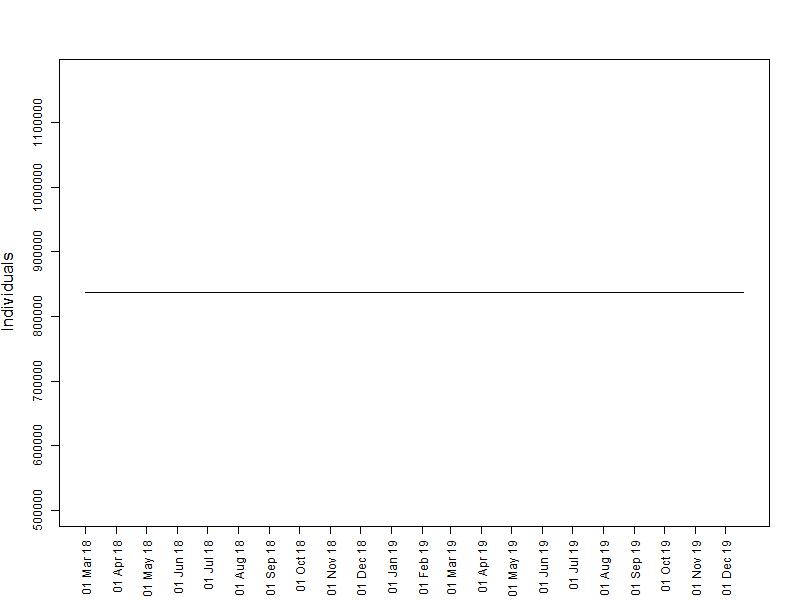 Individuals
1100000
1000000
900000
800000
700000
600000
500000
01 Mar 18
01 Apr 18
01 May 18
01 Jun 18
01 Jul 18
01 Aug 18
01 Sep 18
01 Oct 18
01 Nov 18
01 Dec 18
01 Jan 19
01 Feb 19
01 Mar 19
01 Apr 19
01 May 19
01 Jun 19
01 Jul 19
01 Aug 19
01 Sep 19
01 Oct 19
01 Nov 19
01 Dec 19